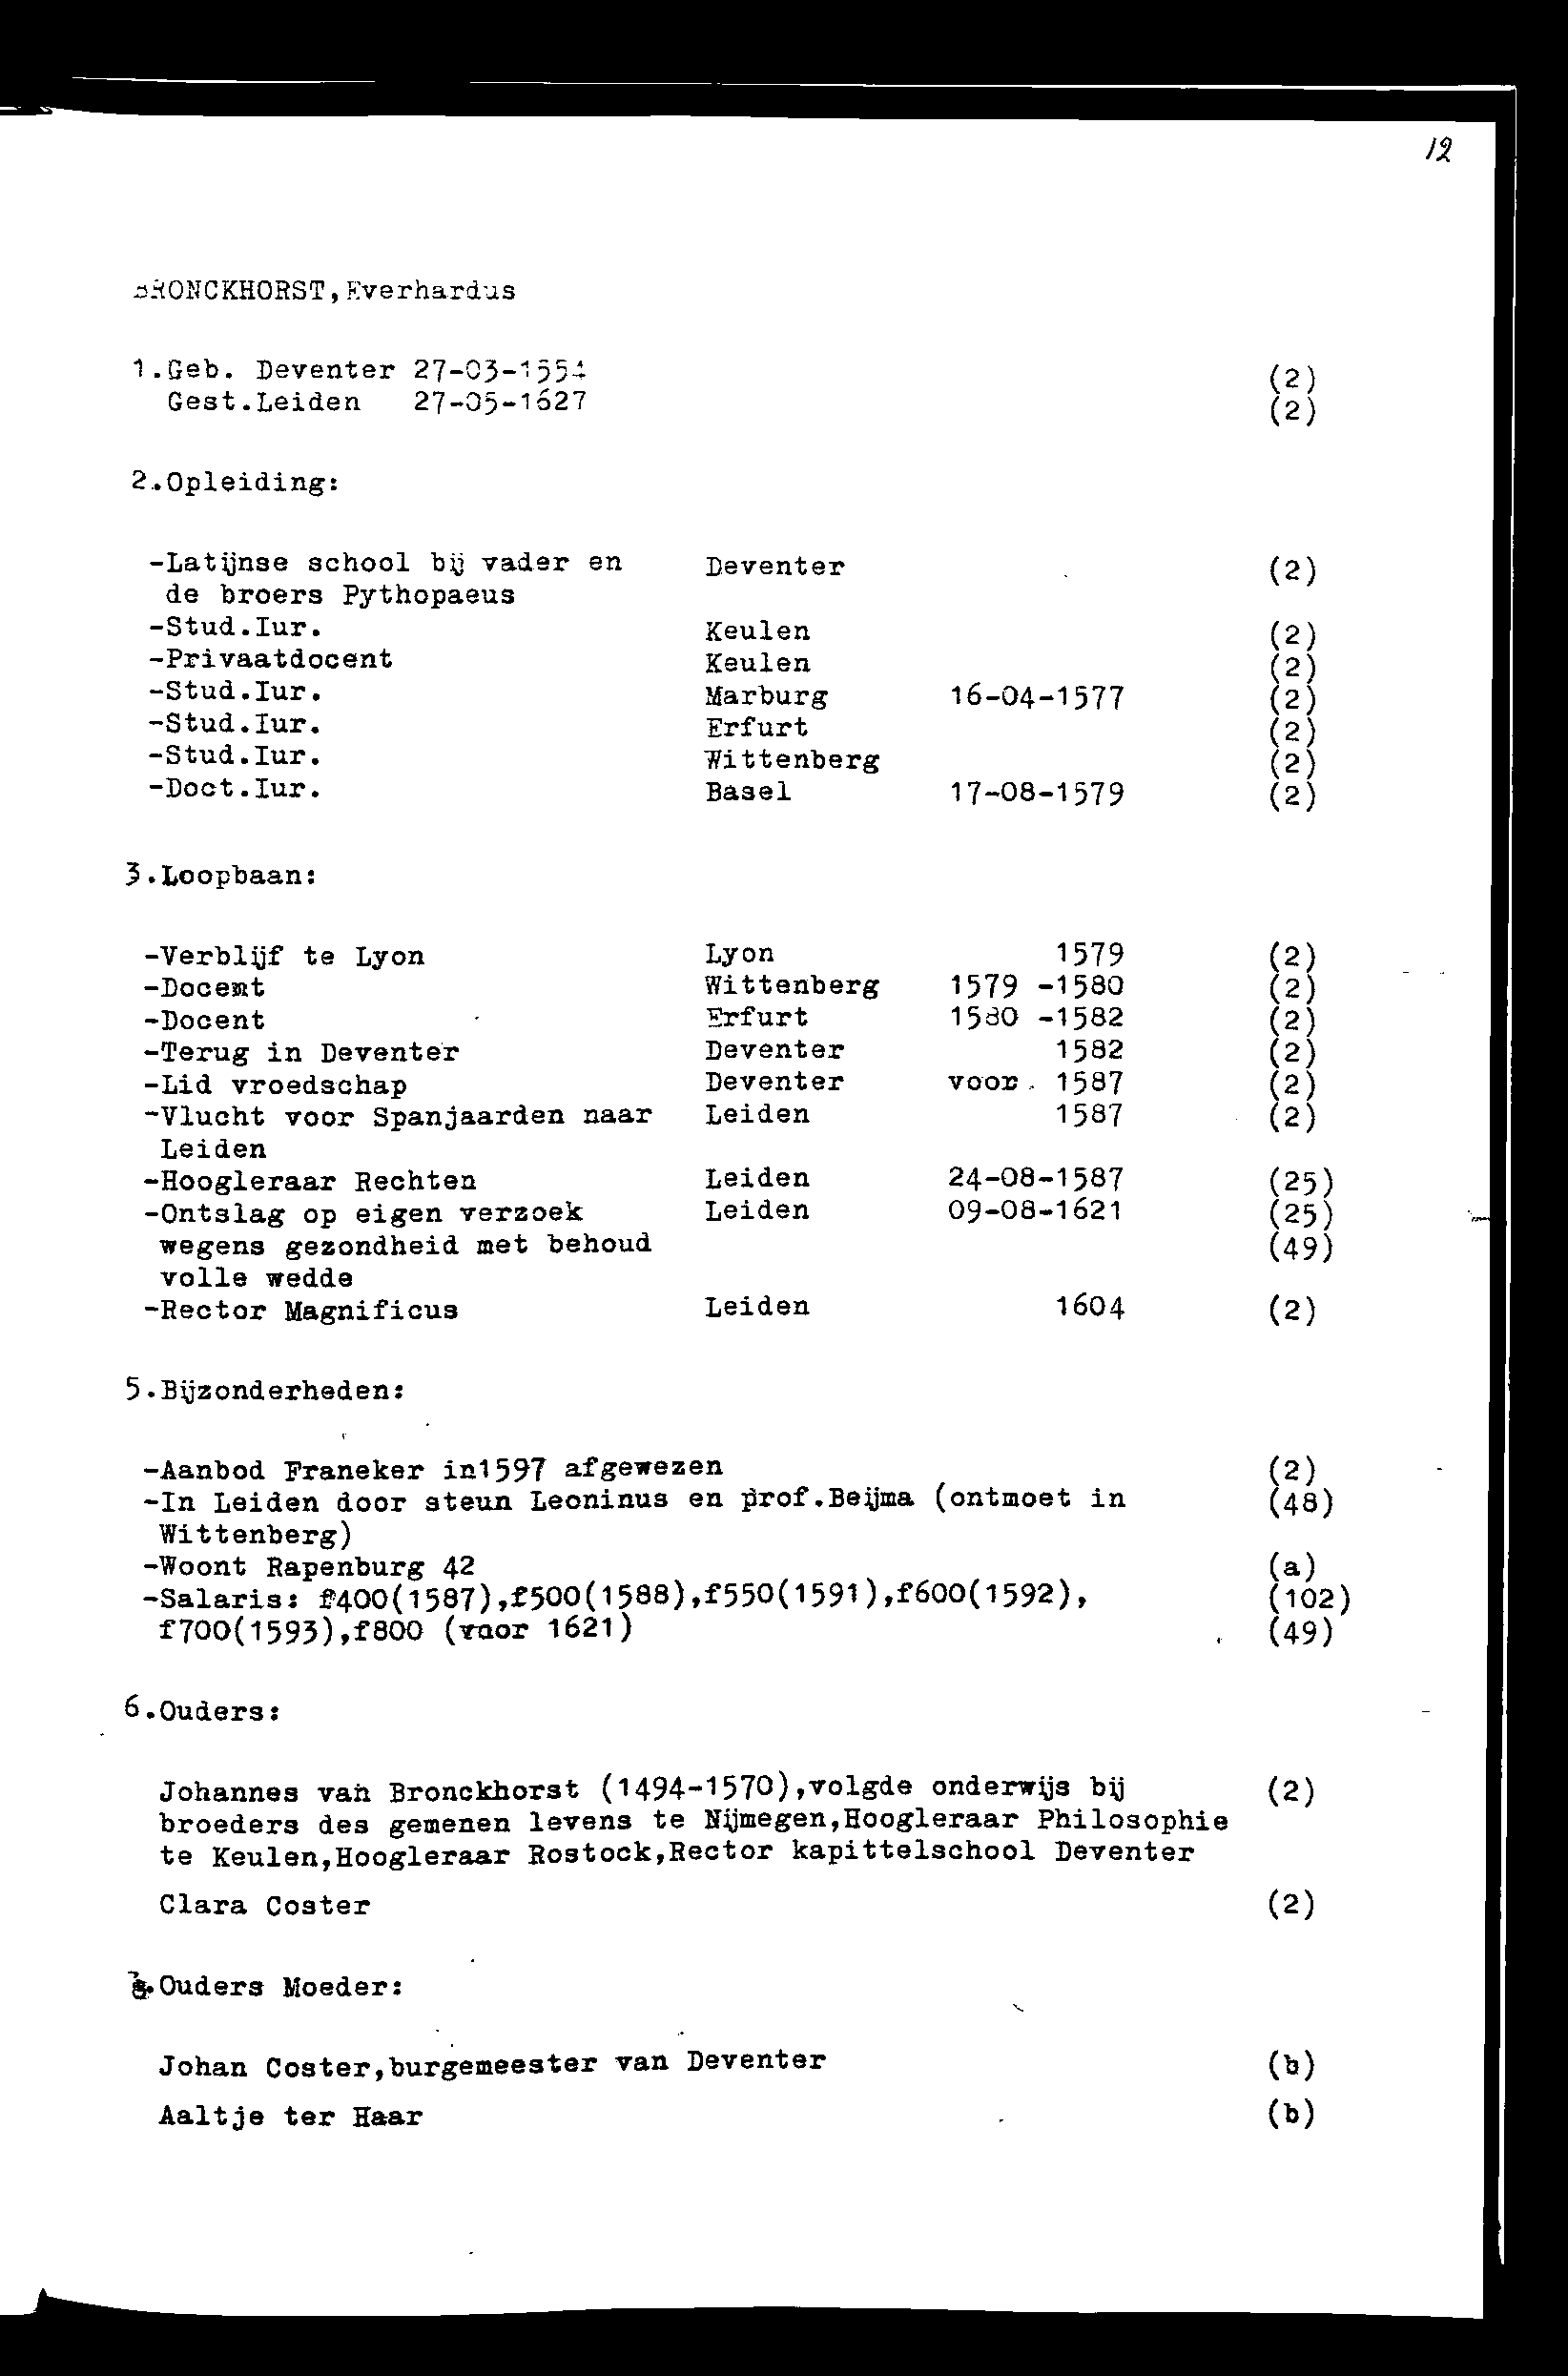 12
BRONCKHORST,Everhardus
1.Geb. Deventer 27-03-1554 (2)
Gest.Leiden 27-05-1627 (2)
2.Opleiding:
-Latijnse school bij vader en Deventer (2)
de broers Pythopaeus
-Stud.Iur. Keulen (2)
-Privaatdocent Keulen (2)
-Stud.Iur. Marburg 16-04-1577 (2)
-Stud.Iur. Erfurt (2)
-Stud.Iur. Wittenberg (2)
-Doct.Iur. Basel 17-08-1579 (2)
3.Loopbaan:
-Verblijf te Lyon Lyon 1579 (2)
-Docent Wittenberg 1579 -1580 (2)
-Docent Erfurt 1580 -1582 (2)
-Terug in Deventer Deventer 1582 (2)
-Lid vroedschap Deventer voor 1587 (2)
-Vlucht voor Spanjaarden naar Leiden 1587 (2)
Leiden
-Hoogleraar Rechten Leiden 24-08-1587 (25)
-Ontslag op eigen verzoek Leiden 09-08-1621 (25)
wegens gezondheid met behoud (49)
volle wedde
-Rector Magnificus Leiden 1604 (2)
5.Bijzonderheden:
-Aanbod Franeker in1597 afgewezen (2)
-In Leiden door steun Leoninus en prof.Beijma (ontmoet in (48)
Wittenberg)
-Woont Rapenburg 42 (a)
-Salaris: f400(1587),f500(1588),f550(1591),f600(1592), (102)
f700(1593),f800 (voor 1621) (49)
6.Ouders:
Johannes van Bronckhorst (1494-1570),volgde onderwijs bij (2)
broeders des gemenen levens te Nijmegen,Hoogleraar Philosophie
te Keulen,Hoogleraar Rostock,Rector kapittelschool Deventer
Clara Coster (2)
Ouders Moeder:
Johan Coster,burgemeester van Deventer (b)
Aaltje ter Haar (b)